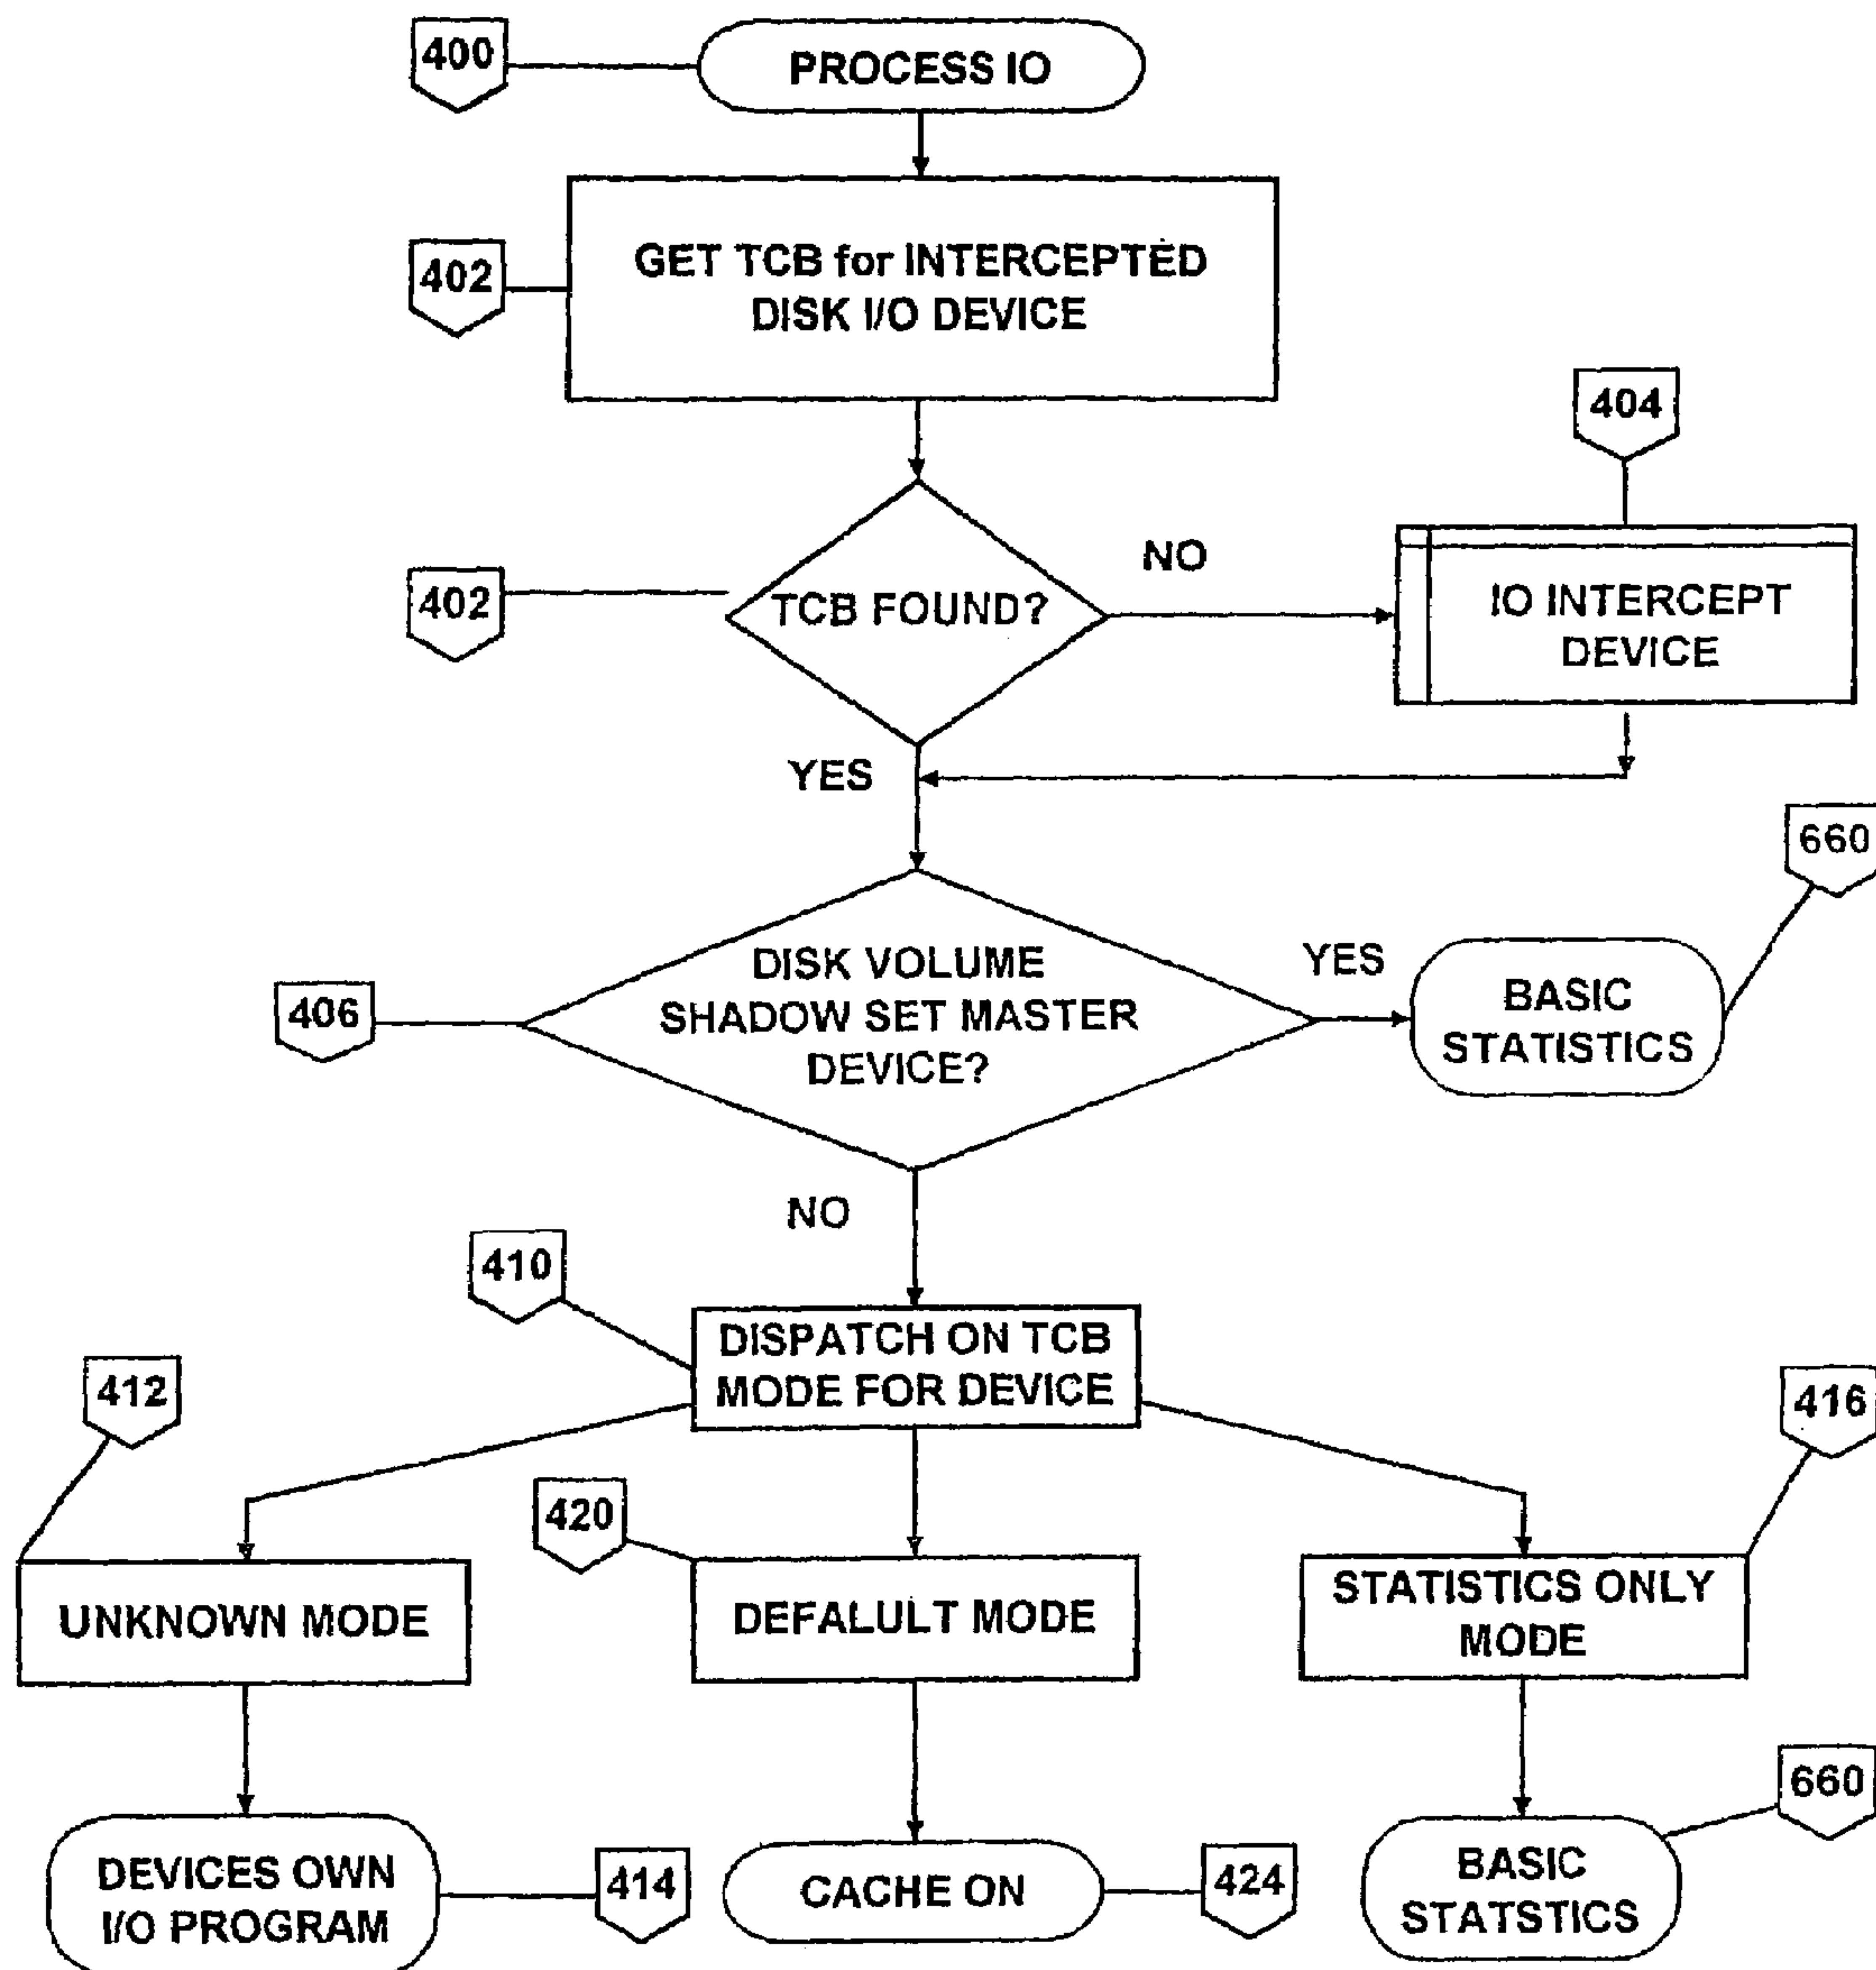 400
PROCESS IO
402
GET TCB for INTERCEPTED
DISK I/O DEVICE
404
402
TCB FOUND?
NO
IO INTERCEPT
DEVICE
YES
660
406
DISK VOLUME
SHADOW SET MASTER
DEVICE?
YES
BASIC
STATISTICS
NO
410
DISPATCH ON TCB
MODE FOR DEVICE
412
416
420
UNKNOWN MODE
DEFALULT MODE
STATISTICS ONLY
MODE
660
DEVICES OWN
I/O PROGRAM
414
CACHE ON
424
BASIC
STATSTICS